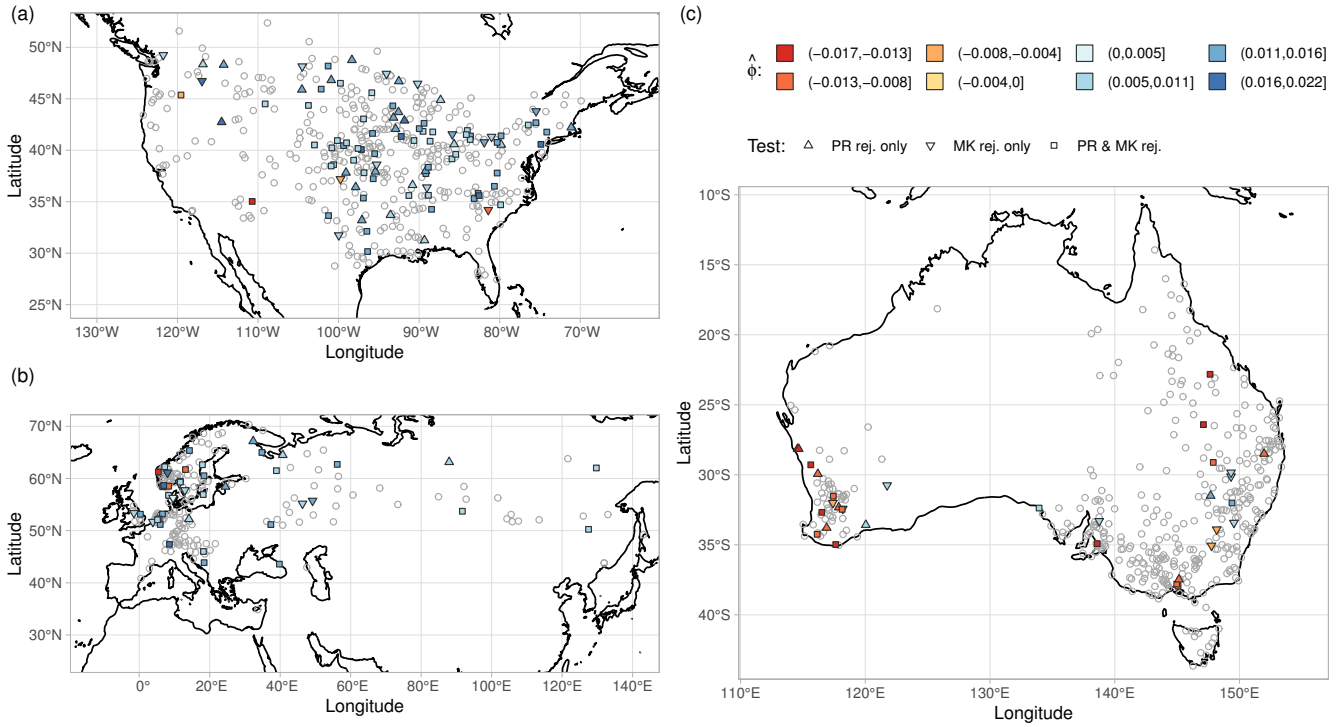 (a)
50°N
45°N
40°N
35°N
30°N
25°N
Latitude
130°W 120°W 110°W 100°W 90°W 80°W 70°W
Longitude
(b)
70°N
60°N
50°N
40°N
30°N
Latitude
0° 20°E 40°E 60°E 80°E 100°E 120°E 140°E
Longitude
(c)
ϕ̂:
(−0.017,−0.013] (−0.008,−0.004] (0,0.005] (0.011,0.016]
(−0.013,−0.008] (−0.004,0] (0.005,0.011] (0.016,0.022]
Test: PR rej. only MK rej. only PR & MK rej.
10°S
15°S
20°S
25°S
30°S
35°S
40°S
Latitude
110°E 120°E 130°E 140°E 150°E
Longitude